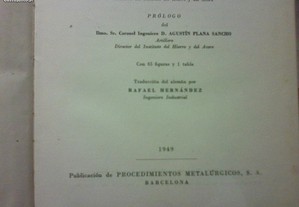 PRÓLOGO
del
Ilmo. Sr. Coronel Ingeniero D. AGUSTÍN PLANA SANCHO
Director del Instituto del Hierro y del Acero
Con 93 figuras y 1 tabla
Traducción del alemán por
RAFAEL HERNÁNDEZ
Ingeniero Industrial
1949
Publicación de PROCEDIMIENTOS METALÚRGICOS, S. A.
BARCELONA